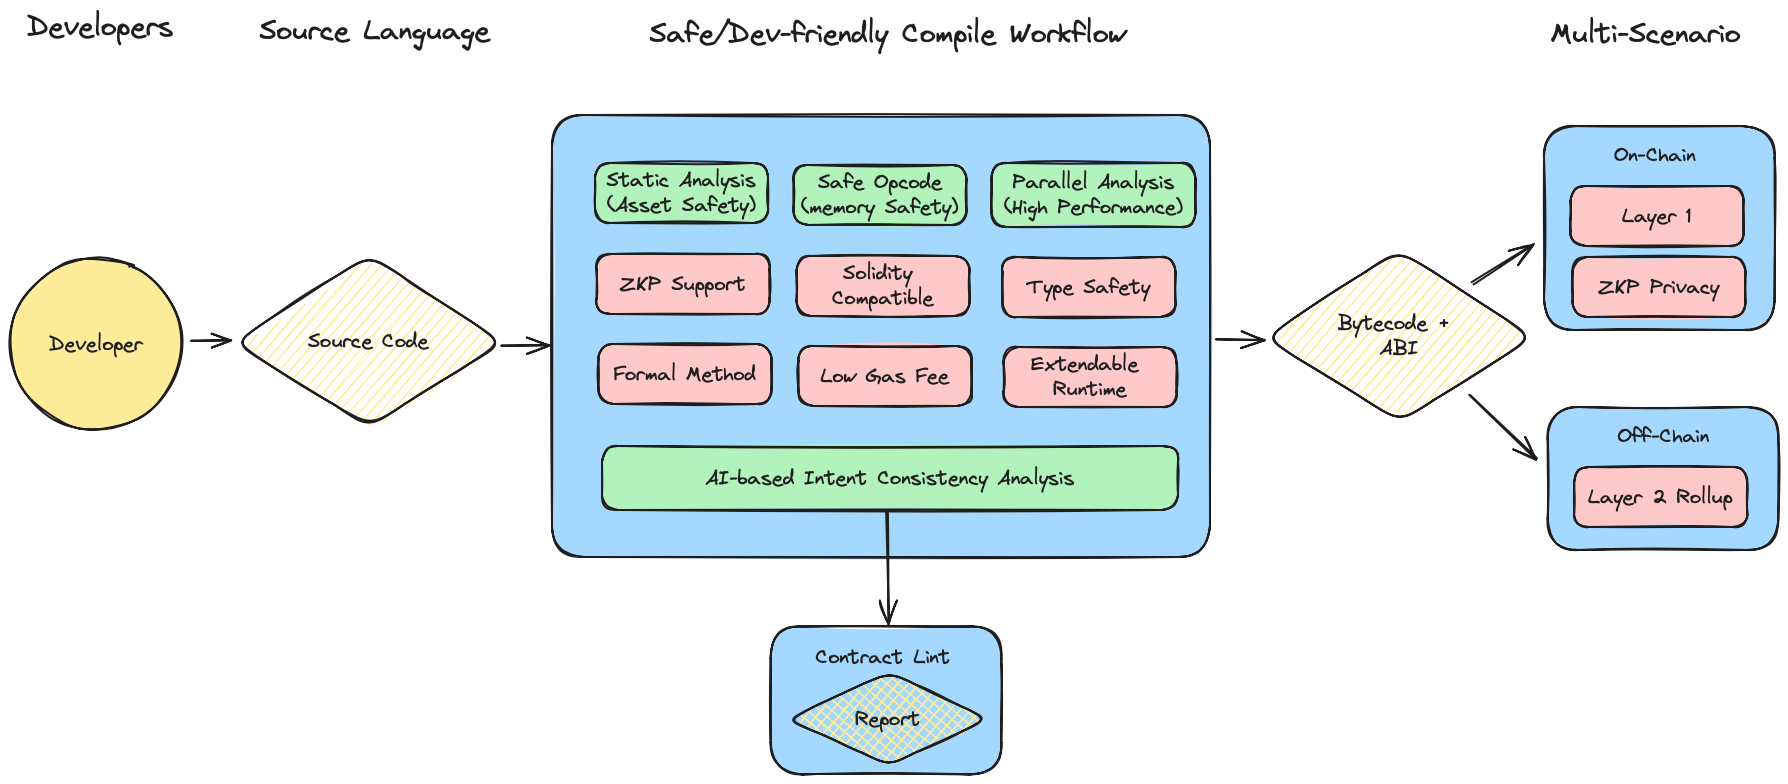 Developers
Source Language
Safe/Dev-friendly Compile Workflow
Multi-Scenario
Developer
Source Code
Static Analysis
(Asset Safety)
Safe Opcode
(memory Safety)
Parallel Analysis
(High Performance)
ZKP Support
Solidity
Compatible
Type Safety
Formal Method
Low Gas Fee
Extendable
Runtime
AI-based Intent Consistency Analysis
Contract Lint
Report
Bytecode +
ABI
On-Chain
Layer 1
ZKP Privacy
Off-Chain
Layer 2 Rollup